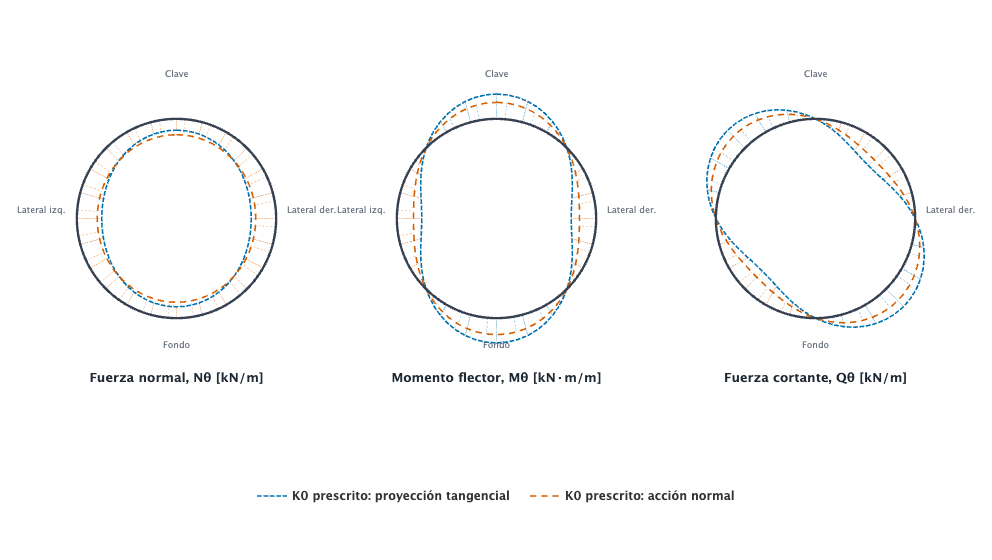 Clave
Clave
Clave
Lateral izq.
Lateral der.
Lateral izq.
Lateral der.
Lateral der.
Fondo
Fondo
Fondo
Fuerza normal, Nθ [kN/m]
Momento flector, Mθ [kN·m/m]
Fuerza cortante, Qθ [kN/m]
K0 prescrito: proyección tangencial
K0 prescrito: acción normal